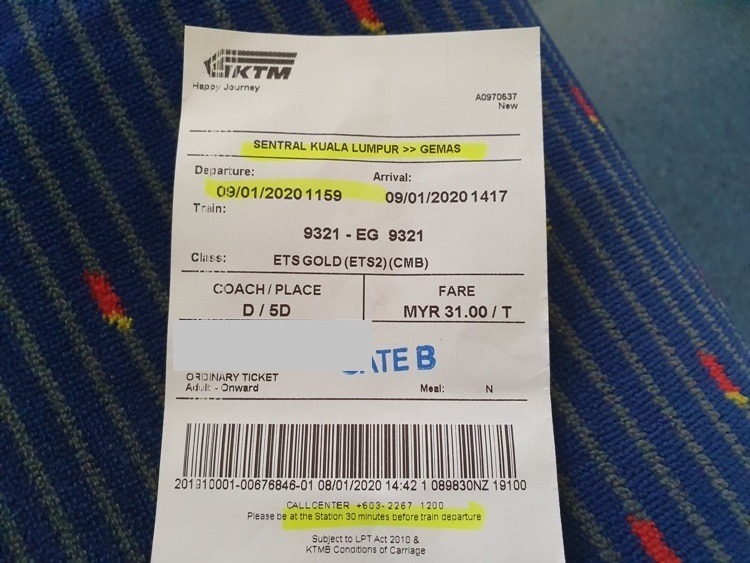 KTM
Happy Journey
A0970537
New
SENTRAL KUALA LUMPUR >> GEMAS
Departure: Arrival:
09/01/2020 1159 09/01/2020 1417
Train:
9321 - EG 9321
Class: ETS GOLD (ETS2) (CMB)
COACH / PLACE FARE
D / 5D MYR 31.00 / T
GATE B
ORDINARY TICKET
Adult - Onward Meal: N
201910001-00676846-01 08/01/2020 14:42 1 089830NZ 19100
CALLCENTER +603-2267 1200
Please be at the Station 30 minutes before train departure
Subject to LPT Act 2010 &
KTMB Conditions of Carriage